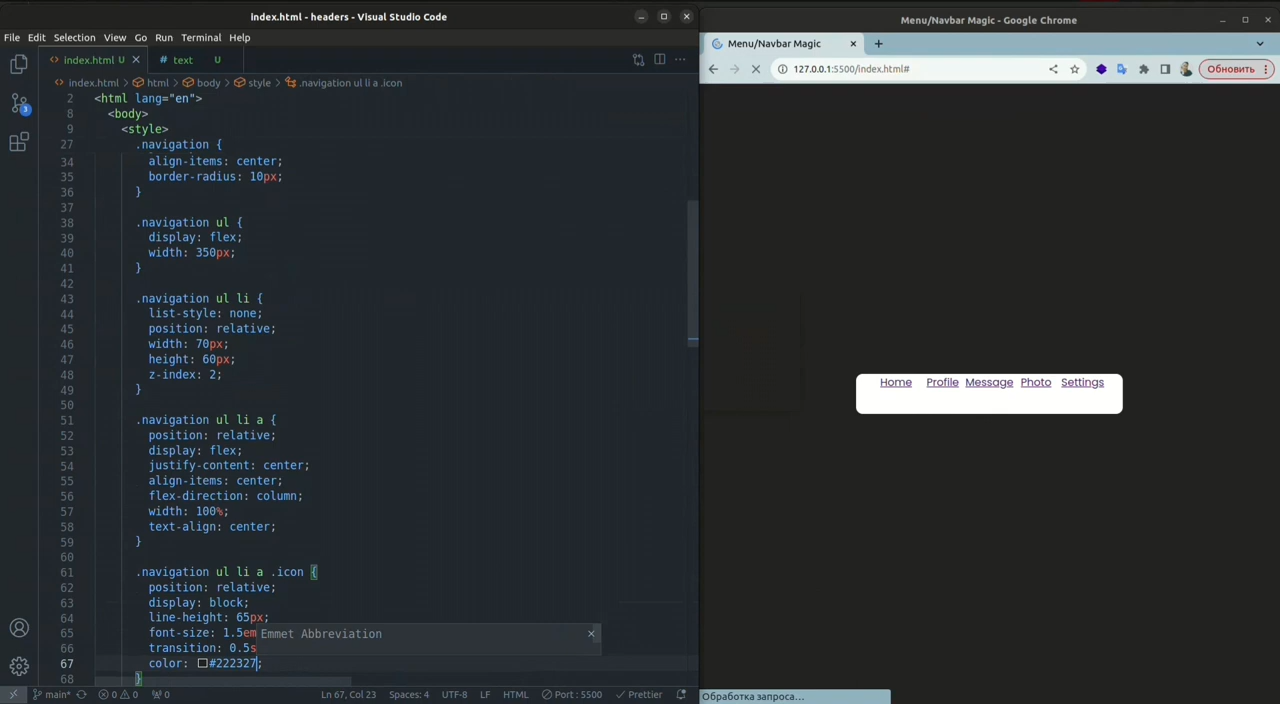 index.html - headers - Visual Studio Code
File Edit Selection View Go Run Terminal Help
index.html U
# text U
index.html > html > body > style > .navigation ul li a .icon
2 <html lang="en">
8 <body>
9 <style>
27 .navigation {
34 align-items: center;
35 border-radius: 10px;
36 }
37
38 .navigation ul {
39 display: flex;
40 width: 350px;
41 }
42
43 .navigation ul li {
44 list-style: none;
45 position: relative;
46 width: 70px;
47 height: 60px;
48 z-index: 2;
49 }
50
51 .navigation ul li a {
52 position: relative;
53 display: flex;
54 justify-content: center;
55 align-items: center;
56 flex-direction: column;
57 width: 100%;
58 text-align: center;
59 }
60
61 .navigation ul li a .icon {
62 position: relative;
63 display: block;
64 line-height: 65px;
65 font-size: 1.5em
66 transition: 0.5s
67 color: #222327;
68 }
Emmet Abbreviation
3
main* 0 0 0 Ln 67, Col 23 Spaces: 4 UTF-8 LF HTML Port : 5500 Prettier
Menu/Navbar Magic - Google Chrome
Menu/Navbar Magic
127.0.0.1:5500/index.html#
Обновить
Home Profile Message Photo Settings
Обработка запроса...